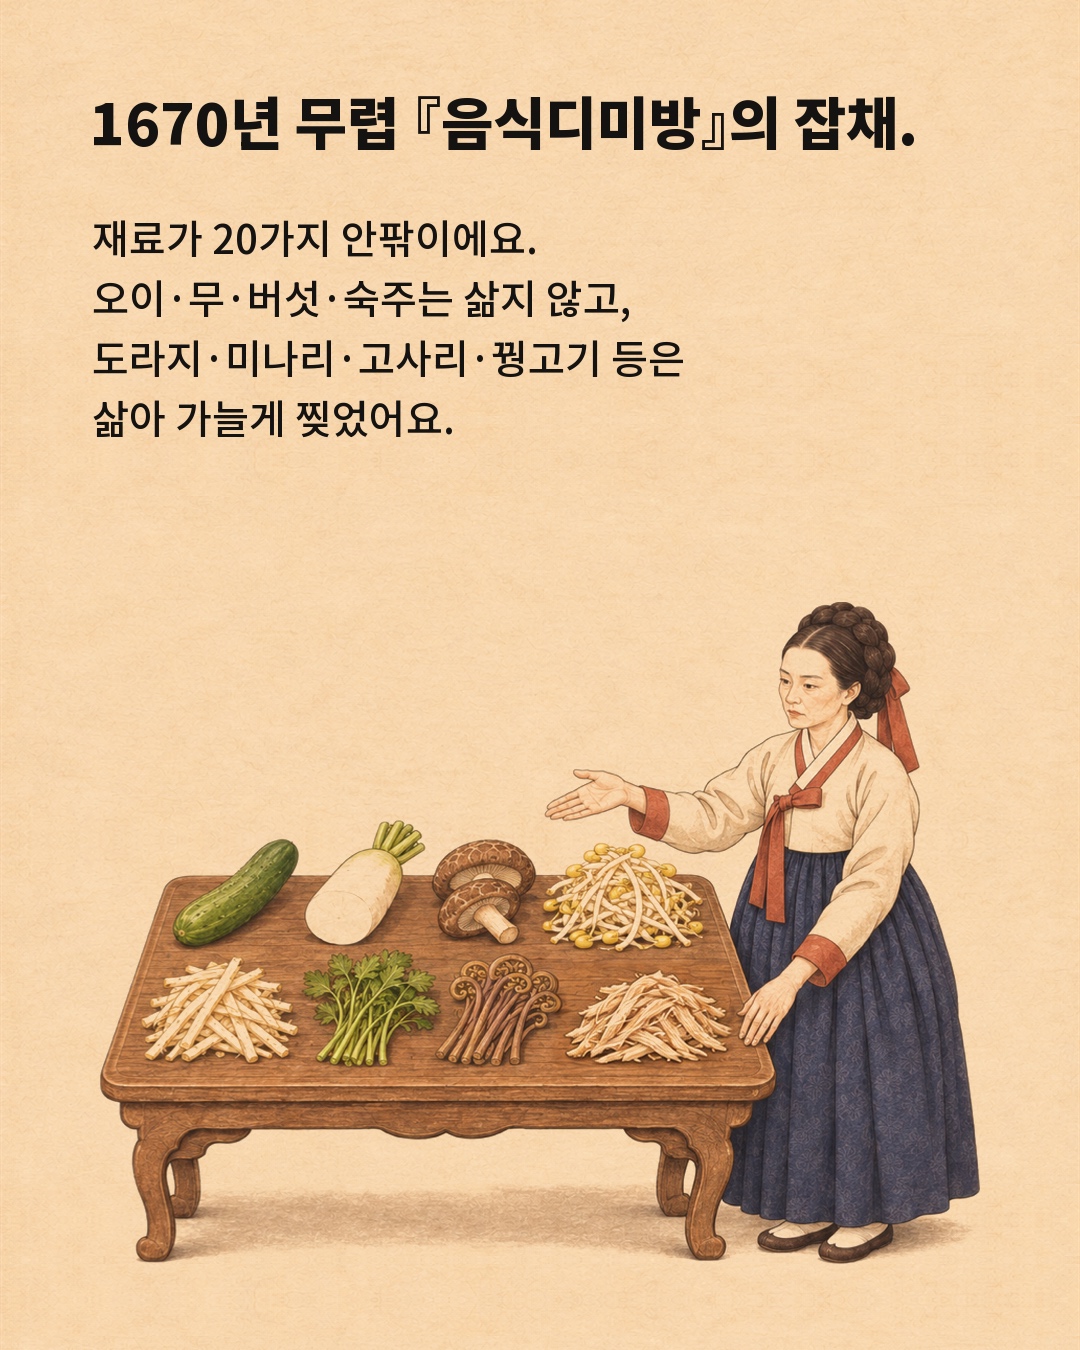 1670년 무렵 『음식디미방』의 잡채.
재료가 20가지 안팎이에요.
오이·무·버섯·숙주는 삶지 않고,
도라지·미나리·고사리·꿩고기 등은
삶아 가늘게 찢었어요.